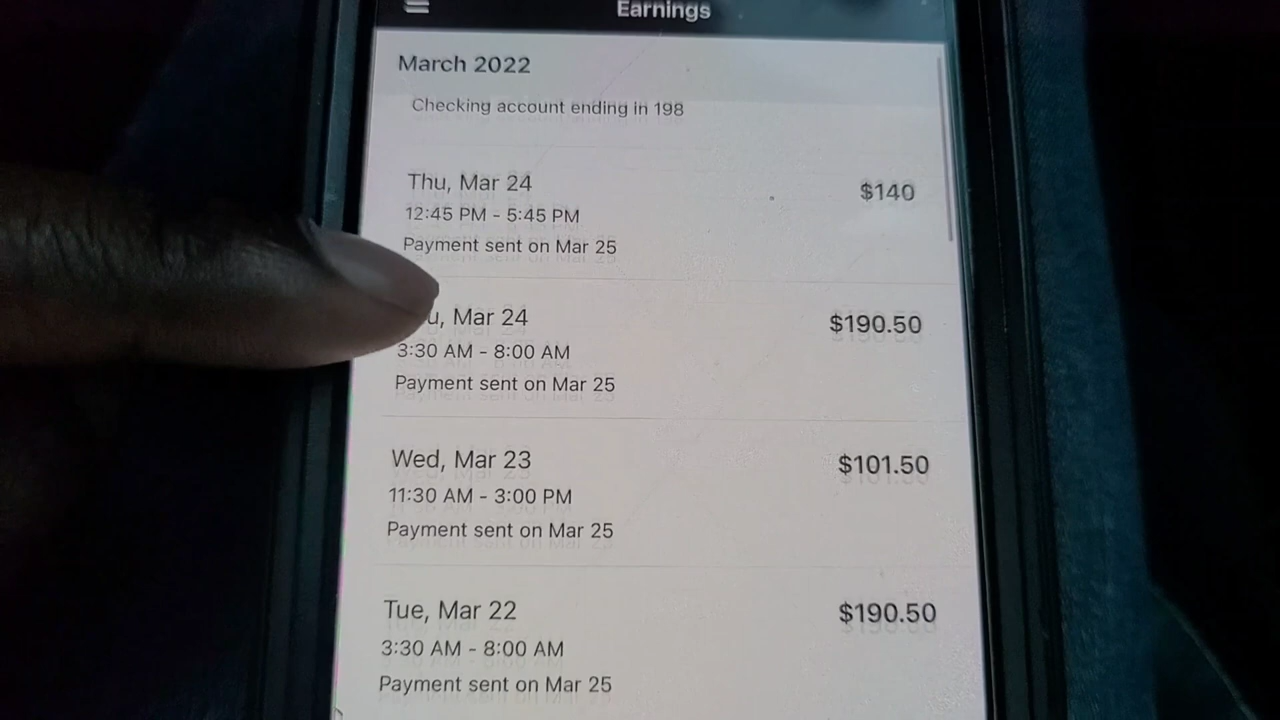 Earnings
March 2022
Checking account ending in 198
Thu, Mar 24
$140
12:45 PM - 5:45 PM
Payment sent on Mar 25
u, Mar 24
$190.50
3:30 AM - 8:00 AM
Payment sent on Mar 25
Wed, Mar 23
$101.50
11:30 AM - 3:00 PM
Payment sent on Mar 25
Tue, Mar 22
$190.50
3:30 AM - 8:00 AM
Payment sent on Mar 25